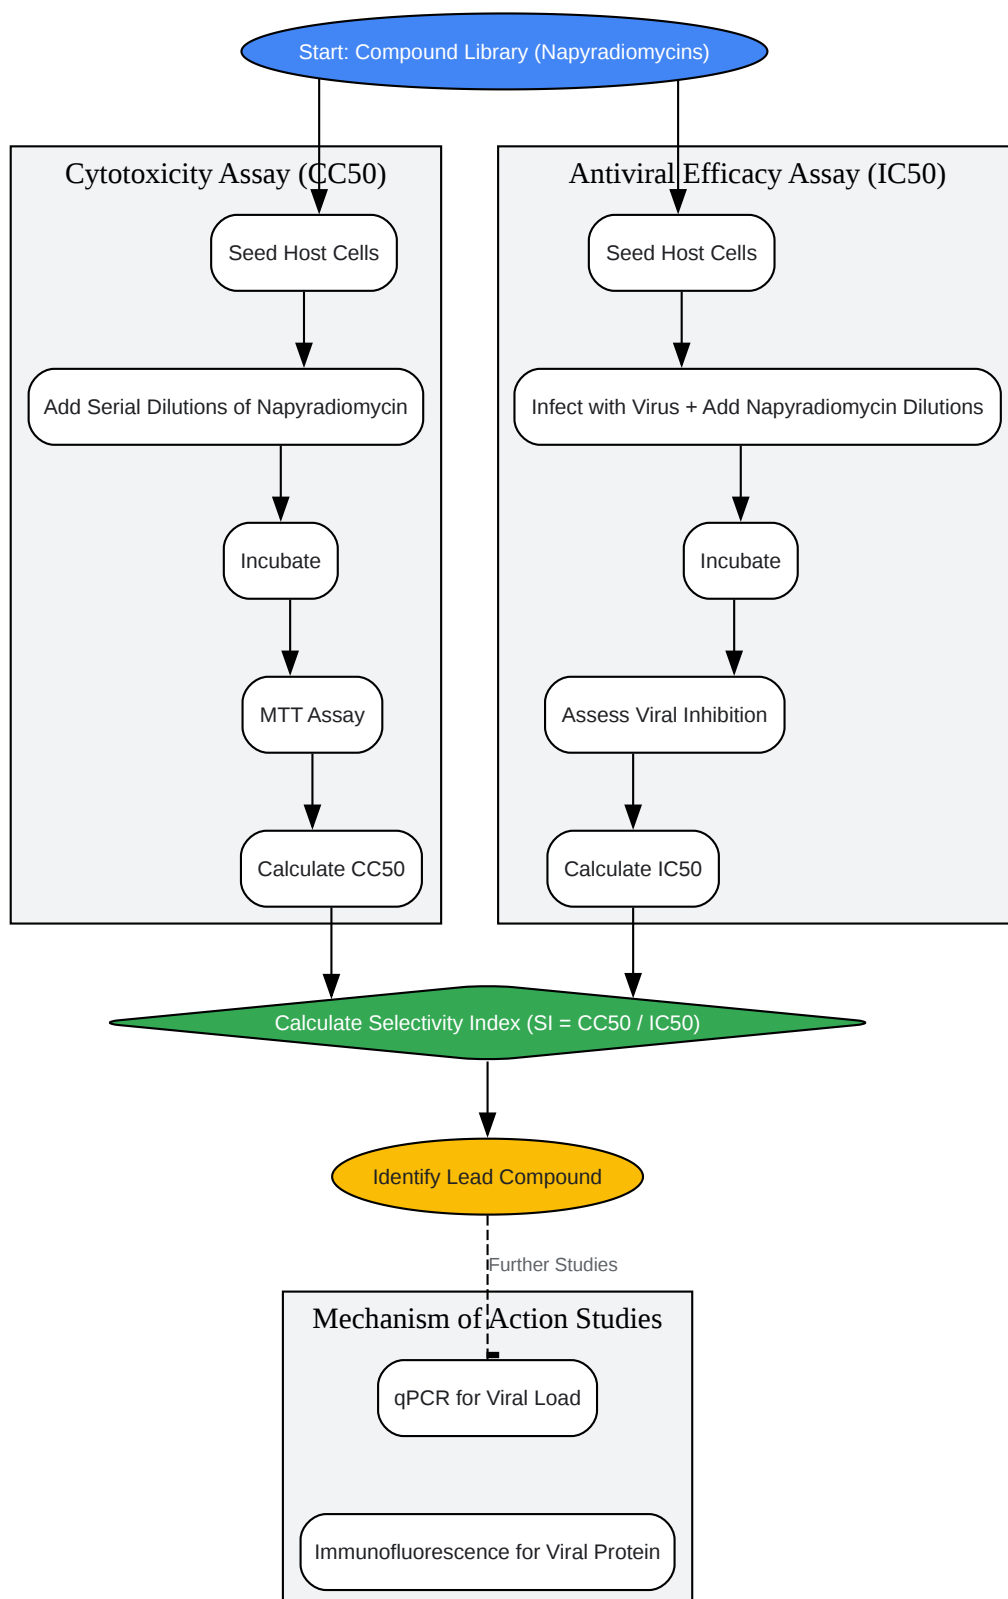 Start: Compound Library (Napyradiomycins)
Cytotoxicity Assay (CC50)
Seed Host Cells
Add Serial Dilutions of Napyradiomycin
Incubate
MTT Assay
Calculate CC50
Antiviral Efficacy Assay (IC50)
Seed Host Cells
Infect with Virus + Add Napyradiomycin Dilutions
Incubate
Assess Viral Inhibition
Calculate IC50
Calculate Selectivity Index (SI = CC50 / IC50)
Identify Lead Compound
Further Studies
Mechanism of Action Studies
qPCR for Viral Load
Immunofluorescence for Viral Protein